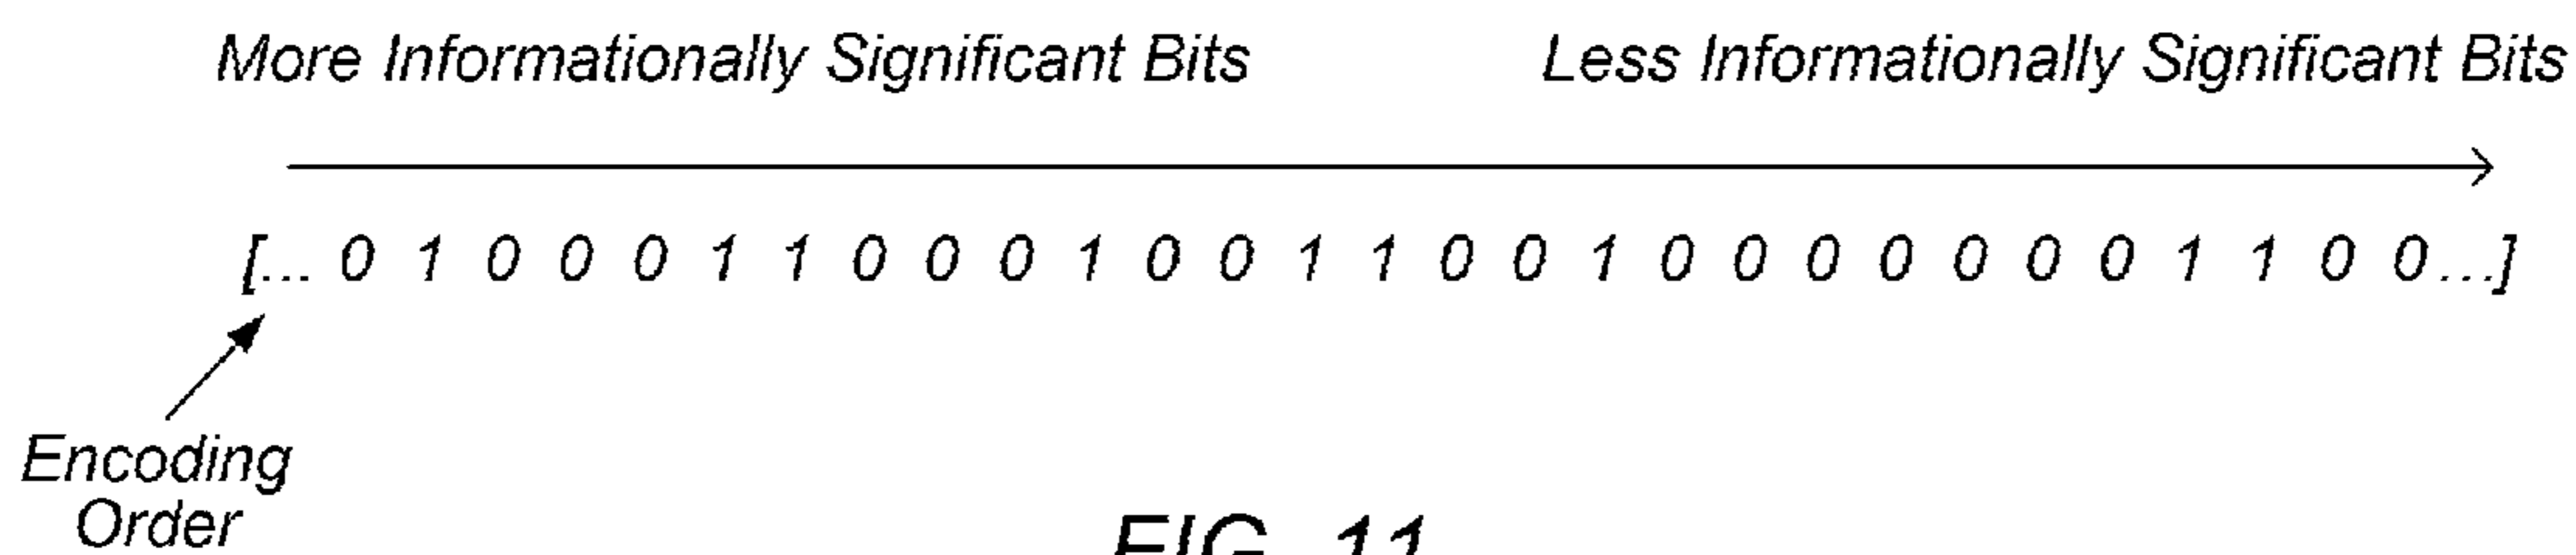 More Informationally Significant Bits Less Informationally Significant Bits
[... 0 1 0 0 0 1 1 0 0 0 1 0 0 1 1 0 0 1 0 0 0 0 0 0 0 1 1 0 0 ...]
Encoding
Order
FIG. 11